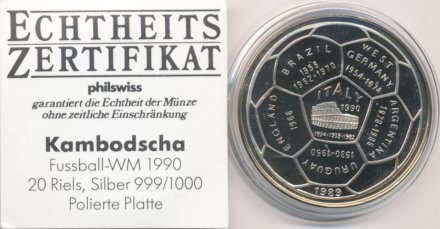 ECHTHEITS
ZERTIFIKAT
philswiss
garantiert die Echtheit der Münze
ohne zeitliche Einschränkung
Kambodscha
Fussball-WM 1990
20 Riels, Silber 999/1000
Polierte Platte
BRAZIL
1958
1962-1970
WEST
GERMANY
1954-1974
ARGENTINA
1978-1986
URUGUAY
1930-1950
ENGLAND
1966
ITALY
1990
1934-1938-1982
1989